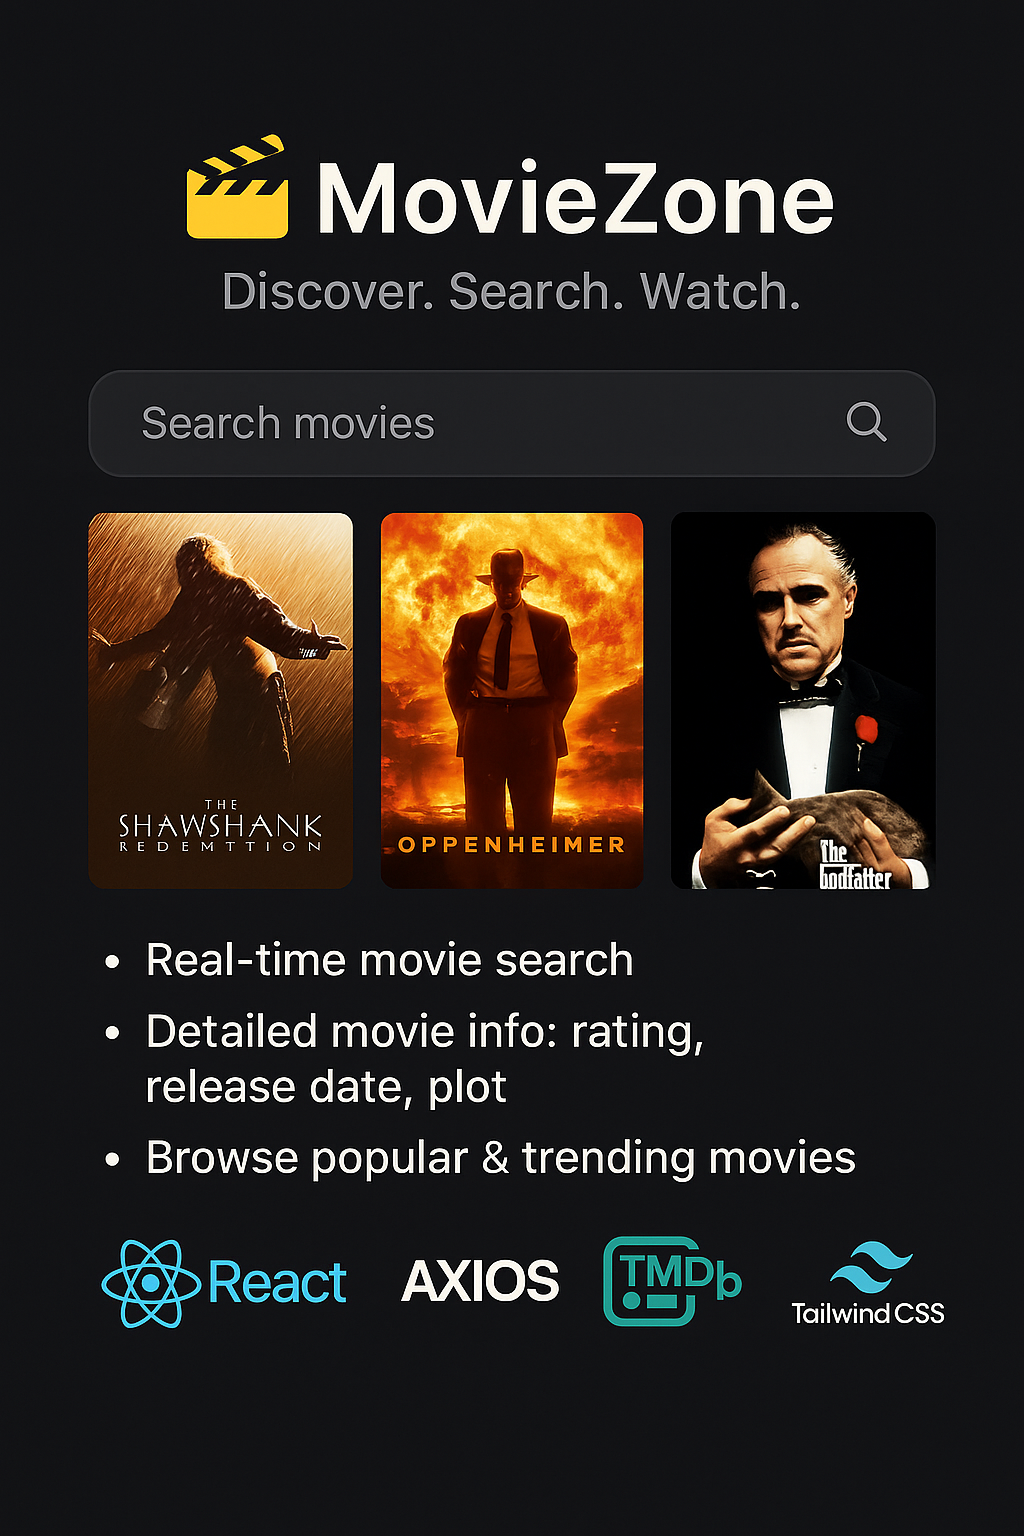 MovieZone
Discover. Search. Watch.
Search movies
THE
SHAWSHANK
REDEMTTION
OPPENHEIMER
The
godfatter
• Real-time movie search
• Detailed movie info: rating,
release date, plot
• Browse popular & trending movies
React
AXIOS
TMDb
Tailwind CSS